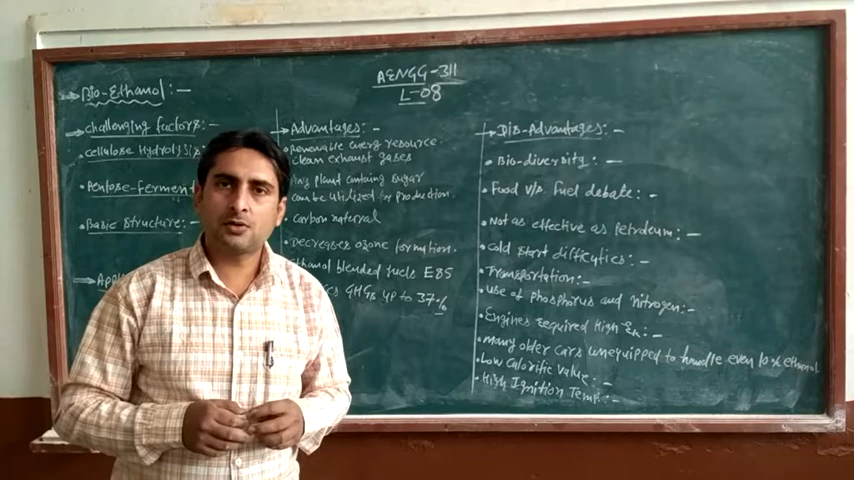 AENGG-311
L-08
Bio-Ethanol:-
challenging factors:-
cellulose Hydrolysis
Pentose-Ferment
Basic structure:-
App
Advantages:-
Renewable energ resource
clean exhaust gases
Any plant containg sugar
can be utilized for production.
carbon
Decreases ozone formation.
Ethanol blended fuels E85
GHGs up to 37%
Dis-Advantages:-
Bio-diversity:-
Food v/s fuel debate:-
Not as effective as petroleum:-
Cold start difficulties:-
Transportation:-
Use of phosphorus and nitrogen:-
Engines required High
Many older cars unequipped to handle even 10% ethanol
Low calorific value:-
High Ignition Temp:-